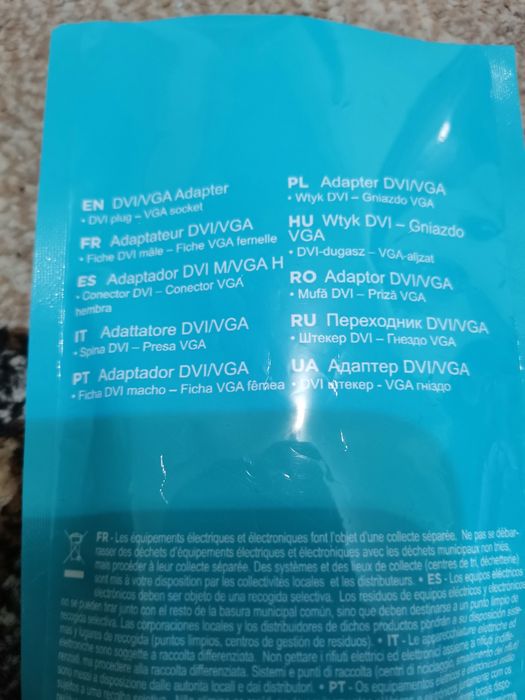 EN DVI/VGA Adapter
• DVI plug – VGA socket
FR Adaptateur DVI/VGA
• Fiche DVI mâle – Fiche VGA femelle
ES Adaptador DVI M/VGA H
• Conector DVI – Conector VGA
hembra
IT Adattatore DVI/VGA
• Spina DVI – Presa VGA
PT Adaptador DVI/VGA
• Ficha DVI macho – Ficha VGA fêmea
PL Adapter DVI/VGA
• Wtyk DVI – Gniazdo VGA
HU Wtyk DVI – Gniazdo
VGA
• DVI-dugasz – VGA-aljzat
RO Adaptor DVI/VGA
• Mufă DVI – Priză VGA
RU Переходник DVI/VGA
• Штекер DVI – Гнездо VGA
UA Адаптер DVI/VGA
• DVI штекер - VGA гніздо
FR - Les équipements électriques et électroniques font l'objet d'une collecte séparée. Ne pas se débar-
rasser des déchets d'équipements électriques et électroniques avec les déchets municipaux non triés,
mais procéder à leur collecte séparée. Des systèmes et des lieux de collecte (centres de tri, déchetterie)
sont mis à votre disposition par les collectivités locales et les distributeurs. • ES - Los equipos eléctricos y
electrónicos deben ser objeto de una recogida selectiva. Los residuos de equipos eléctricos y electrónicos
no se pueden tirar junto con el resto de la basura municipal común, sino que deben destinarse a un punto limpio de
recogida selectiva. Las corporaciones locales y los distribuidores de dichos productos pondrán a su disposición
más y lugares de recogida (puntos limpios, centros de gestión de residuos). • IT - Le apparecchiature elettriche ed
elettroniche sono soggette a raccolta differenziata. Non gettare i rifiuti elettrici ed elettronici assieme ai rifiuti indiffe-
renziati, ma procedere alla raccolta differenziata. Sistemi e punti di raccolta (centri di riciclaggio,
sono messi a disposizione dalle autorità locali e dai distributori. • PT - Os equipamentos elétricos e